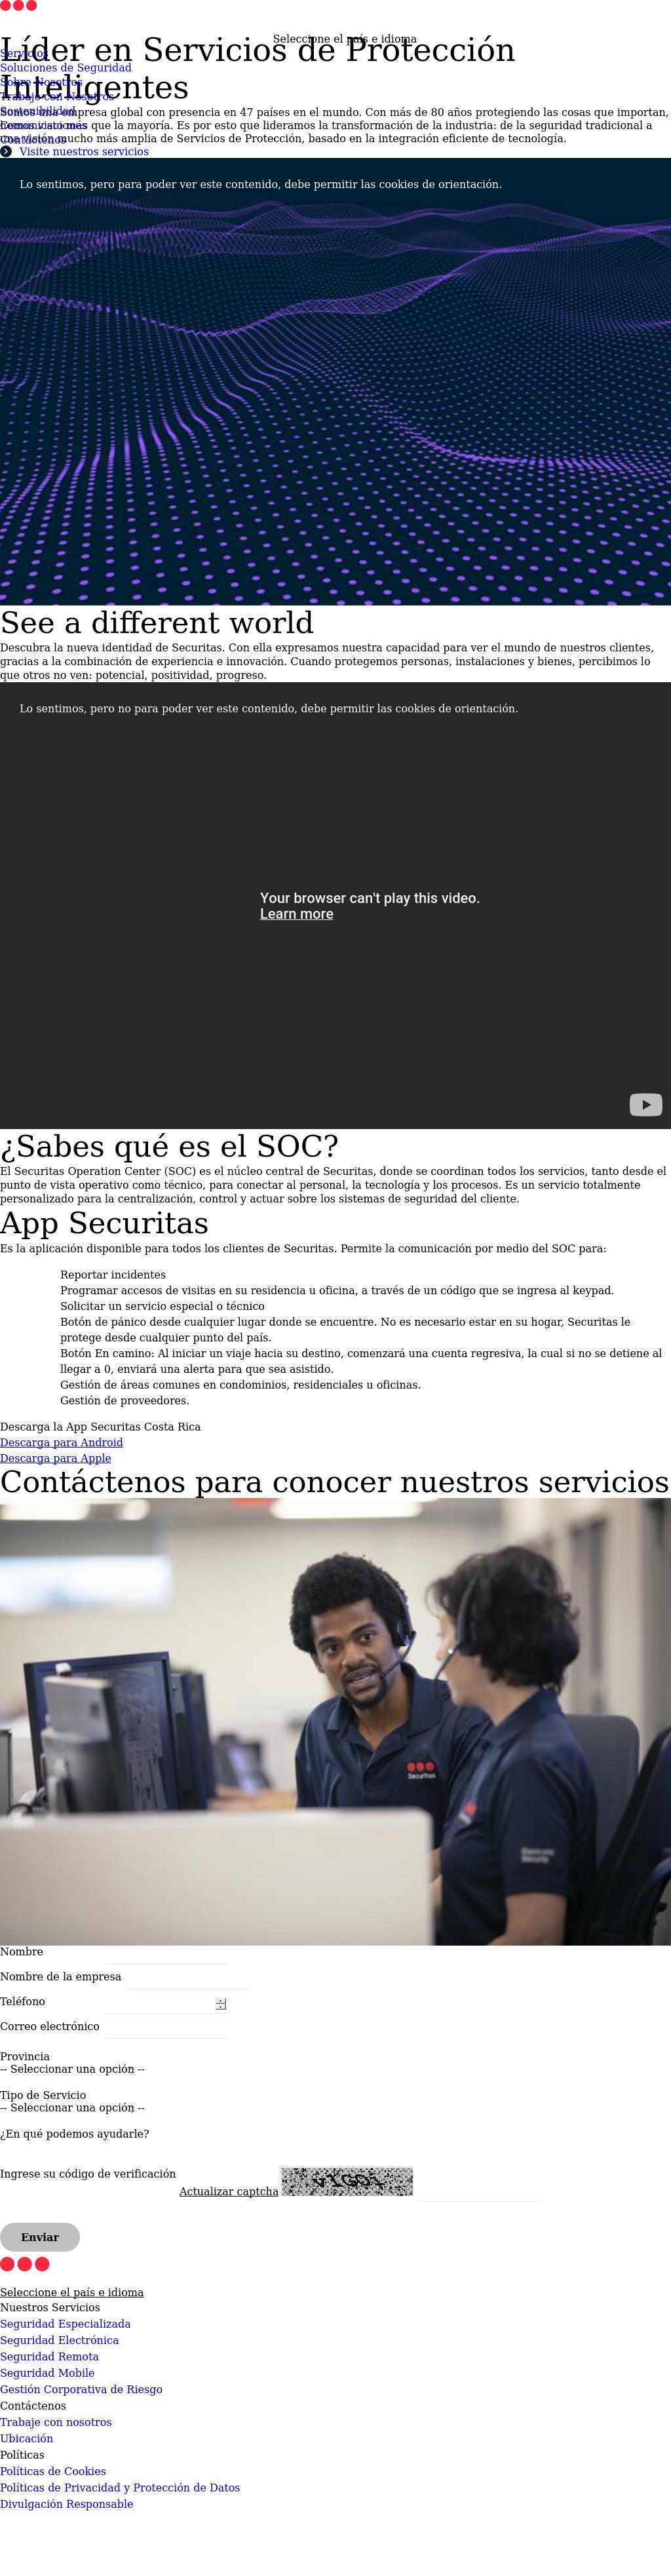 Seleccione el país e idioma
Líder en Servicios de Protección
Inteligentes
Servicios
Soluciones de Seguridad
Sobre Nosotros
Trabaje con Nosotros
Sostenibilidad
Comunicaciones
Contáctenos
Somos una empresa global con presencia en 47 países en el mundo. Con más de 85 años protegiendo las cosas que importan,
hemos visto más que la mayoría. Es por esto que lideramos la transformación de la industria de la seguridad tradicional a
una visión mucho más amplia de Servicios de Protección, basado en la integración eficiente de tecnología.
Visite nuestros servicios
Lo sentimos, pero para poder ver este contenido, debe permitir las cookies de orientación.
See a different world
Descubra la nueva identidad de Securitas. Con ella expresamos nuestra capacidad para ver el mundo de nuestros clientes,
gracias a la combinación de experiencia e innovación. Cuando protegemos personas, instalaciones y bienes, percibimos lo
que otros no ven: potencial, positividad, progreso.
Lo sentimos, pero no para poder ver este contenido, debe permitir las cookies de orientación.
Your browser can't play this video.
Learn more
¿Sabes qué es el SOC?
El Securitas Operation Center (SOC) es el núcleo central de Securitas, donde se coordinan todos los servicios, tanto desde el
punto de vista operativo como técnico, para conectar al personal, la tecnología y los procesos. Es un servicio totalmente
personalizado para la centralización, control y actuar sobre los sistemas de seguridad del cliente.
App Securitas
Es la aplicación disponible para todos los clientes de Securitas. Permite la comunicación por medio del SOC para:
Reportar incidentes
Programar accesos de visitas en su residencia u oficina, a través de un código que se ingresa al keypad.
Solicitar un servicio especial o técnico
Botón de pánico desde cualquier lugar donde se encuentre. No es necesario estar en su hogar, Securitas le
protege desde cualquier punto del país.
Botón En camino: Al iniciar un viaje hacia su destino, comenzará una cuenta regresiva, la cual si no se detiene al
llegar a 0, enviará una alerta para que sea asistido.
Gestión de áreas comunes en condominios, residenciales u oficinas.
Gestión de proveedores.
Descarga la App Securitas Costa Rica
Descarga para Android
Descarga para Apple
Contáctenos para conocer nuestros servicios
Securitas
Nombre
Nombre de la empresa
Teléfono
Correo electrónico
Provincia
-- Seleccionar una opción --
Tipo de Servicio
-- Seleccionar una opción --
¿En qué podemos ayudarle?
Ingrese su código de verificación
Actualizar captcha
Enviar
Seleccione el país e idioma
Nuestros Servicios
Seguridad Especializada
Seguridad Electrónica
Seguridad Remota
Seguridad Mobile
Gestión Corporativa de Riesgo
Contáctenos
Trabaje con nosotros
Ubicación
Políticas
Políticas de Cookies
Políticas de Privacidad y Protección de Datos
Divulgación Responsable